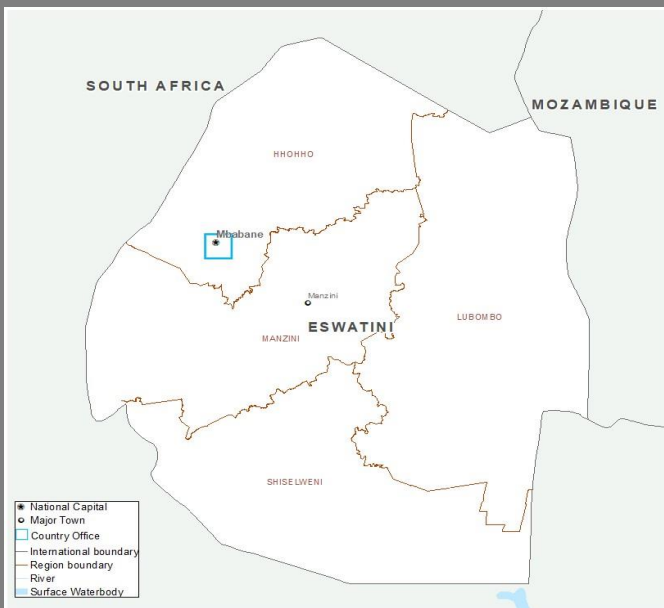 SOUTH AFRICA
MOZAMBIQUE
HHOHHO
Mbabane
Manzini
ESWATINI
LUBOMBO
MANZINI
SHISELWENI
National Capital
Major Town
Country Office
International boundary
Region boundary
River
Surface Waterbody